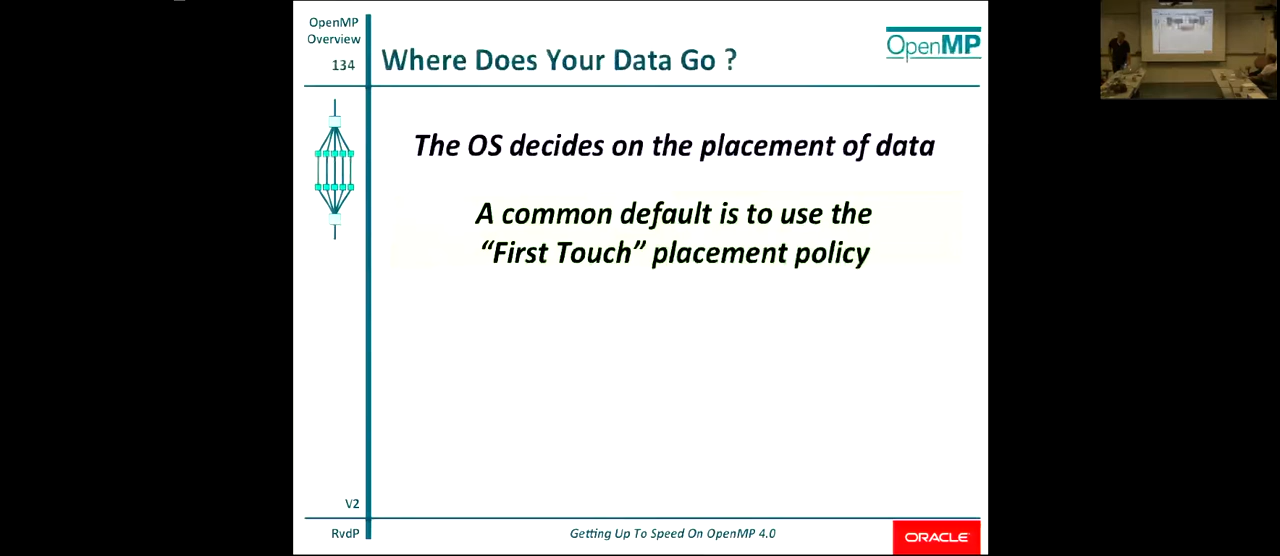 OpenMP
Overview
134
Where Does Your Data Go ?
OpenMP
The OS decides on the placement of data
A common default is to use the
“First Touch” placement policy
V2
RvdP
Getting Up To Speed On OpenMP 4.0
ORACLE